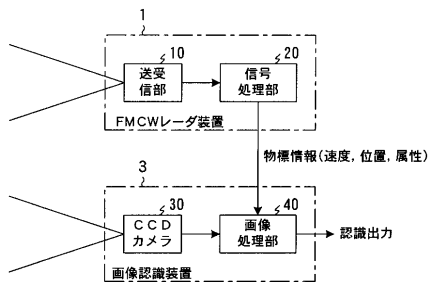 1
10
送受
信部
20
信号
処理部
FMCWレーダ装置
物標情報(速度,位置,属性)
3
30
CCD
カメラ
40
画像
処理部
認識出力
画像認識装置